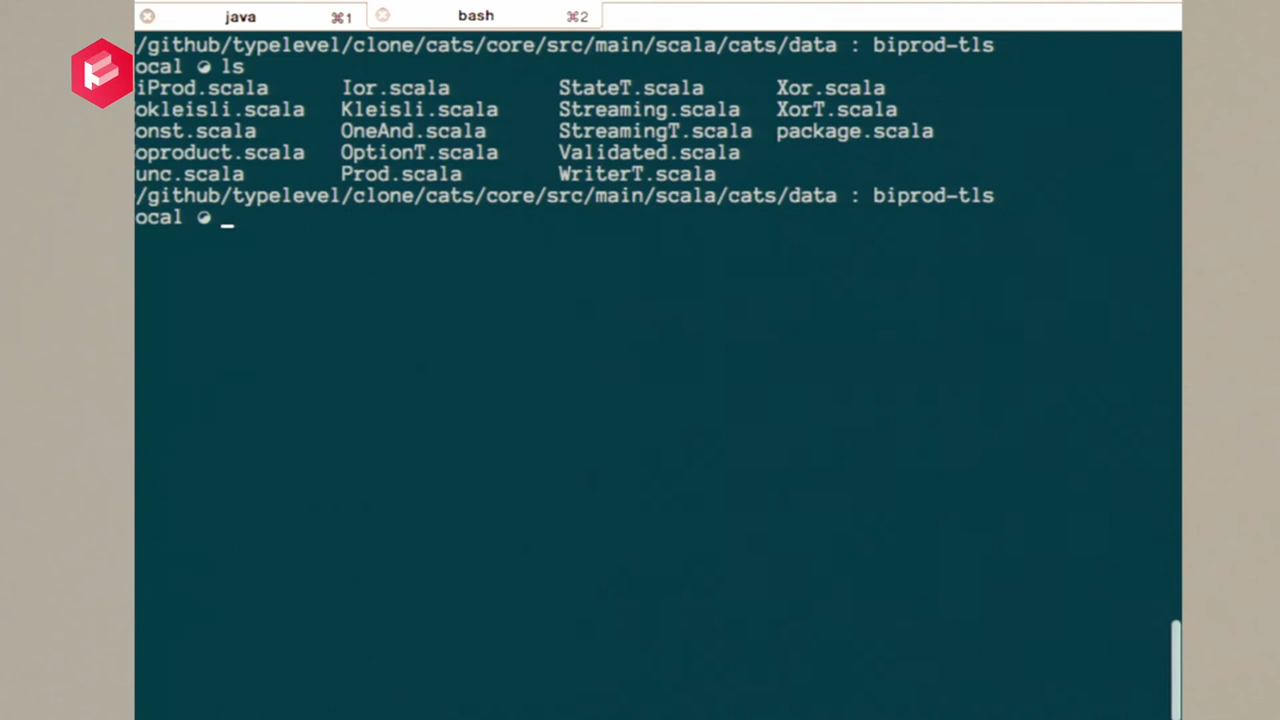 java ⌘1 bash ⌘2
/github/typelevel/clone/cats/core/src/main/scala/cats/data : biprod-tls
ocal ls
iProd.scala Ior.scala StateT.scala Xor.scala
okleisli.scala Kleisli.scala Streaming.scala XorT.scala
onst.scala OneAnd.scala StreamingT.scala package.scala
oproduct.scala OptionT.scala Validated.scala
unc.scala Prod.scala WriterT.scala
/github/typelevel/clone/cats/core/src/main/scala/cats/data : biprod-tls
ocal _